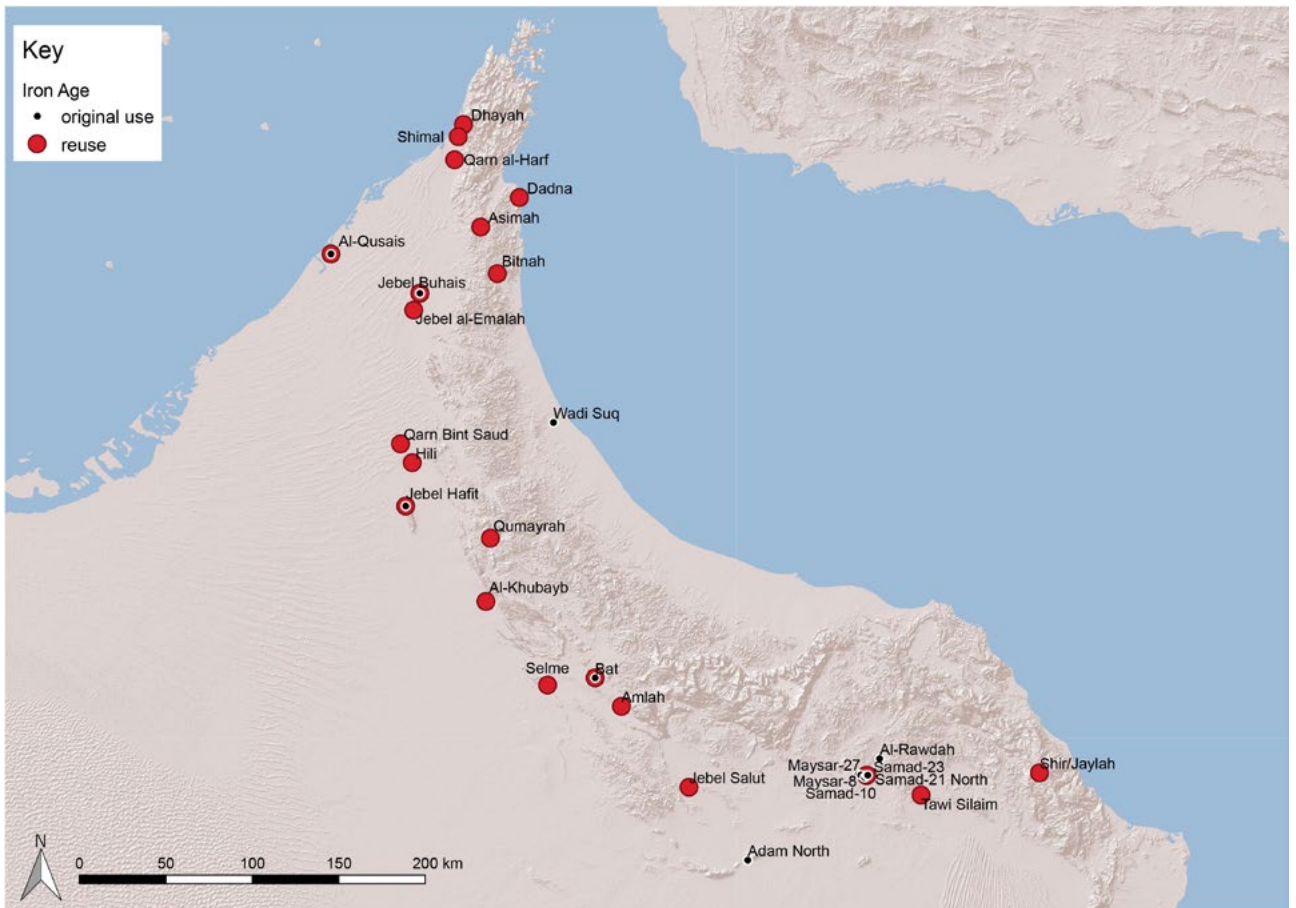 Key
Iron Age
original use
reuse
Dhayah
Shimal
Qarn al-Harf
Dadna
Asimah
Al-Qusais
Bitnah
Jebel Buhais
Jebel al-Emalah
Wadi Suq
Qarn Bint Saud
Hili
Jebel Hafit
Qumayrah
Al-Khubayb
Selme
Bat
Amlah
Al-Rawdah
Maysar-27
Samad-23
Shir/Jaylah
Maysar-8
Samad-21 North
Jebel Salut
Samad-10
Tawi Silaim
Adam North
N
0 50 100 150 200 km